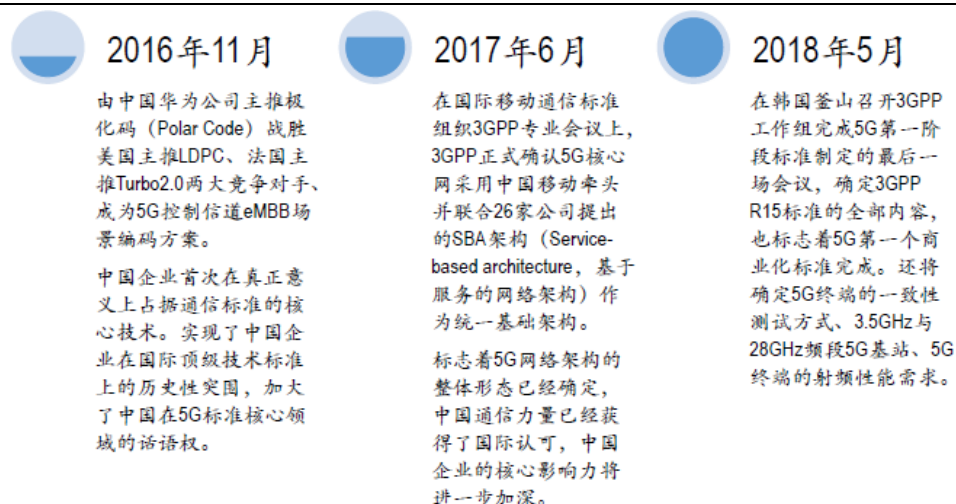 2016年11月
由中国华为公司主推极
化码（Polar Code）战胜
美国主推LDPC、法国主
推Turbo2.0两大竞争对手、
成为5G控制信道eMBB场
景编码方案。
中国企业首次在真正意
义上占据通信标准的核
心技术。实现了中国企
业在国际顶级技术标准
上的历史性突围，加大
了中国在5G标准核心领
域的话语权。
2017年6月
在国际移动通信标准
组织3GPP专业会议上，
3GPP正式确认5G核心
网采用中国移动牵头
并联合26家公司提出
的SBA架构（Service-
based architecture，基于
服务的网络架构）作
为统一基础架构。
标志着5G网络架构的
整体形态已经确定，
中国通信力量已经获
得了国际认可，中国
企业的核心影响力将
进一步加深。
2018年5月
在韩国釜山召开3GPP
工作组完成5G第一阶
段标准制定的最后一
场会议，确定3GPP
R15标准的全部内容，
也标志着5G第一个商
业化标准完成。还将
确定5G终端的一致性
测试方式、3.5GHz与
28GHz频段5G基站、5G
终端的射频性能需求。